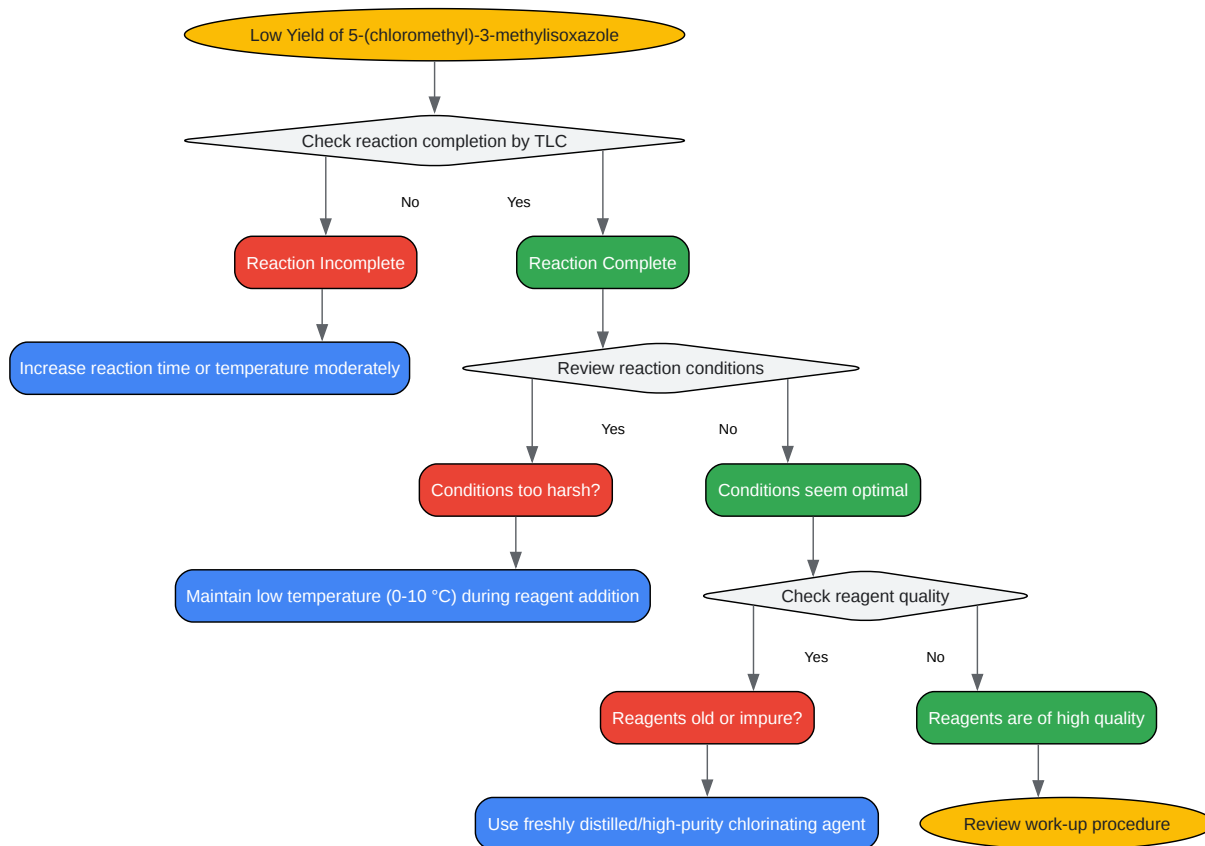 Low Yield of 5-(chloromethyl)-3-methylisoxazole
Check reaction completion by TLC
No
Yes
Reaction Incomplete
Reaction Complete
Increase reaction time or temperature moderately
Review reaction conditions
Yes
No
Conditions too harsh?
Conditions seem optimal
Maintain low temperature (0-10 °C) during reagent addition
Check reagent quality
Yes
No
Reagents old or impure?
Reagents are of high quality
Use freshly distilled/high-purity chlorinating agent
Review work-up procedure